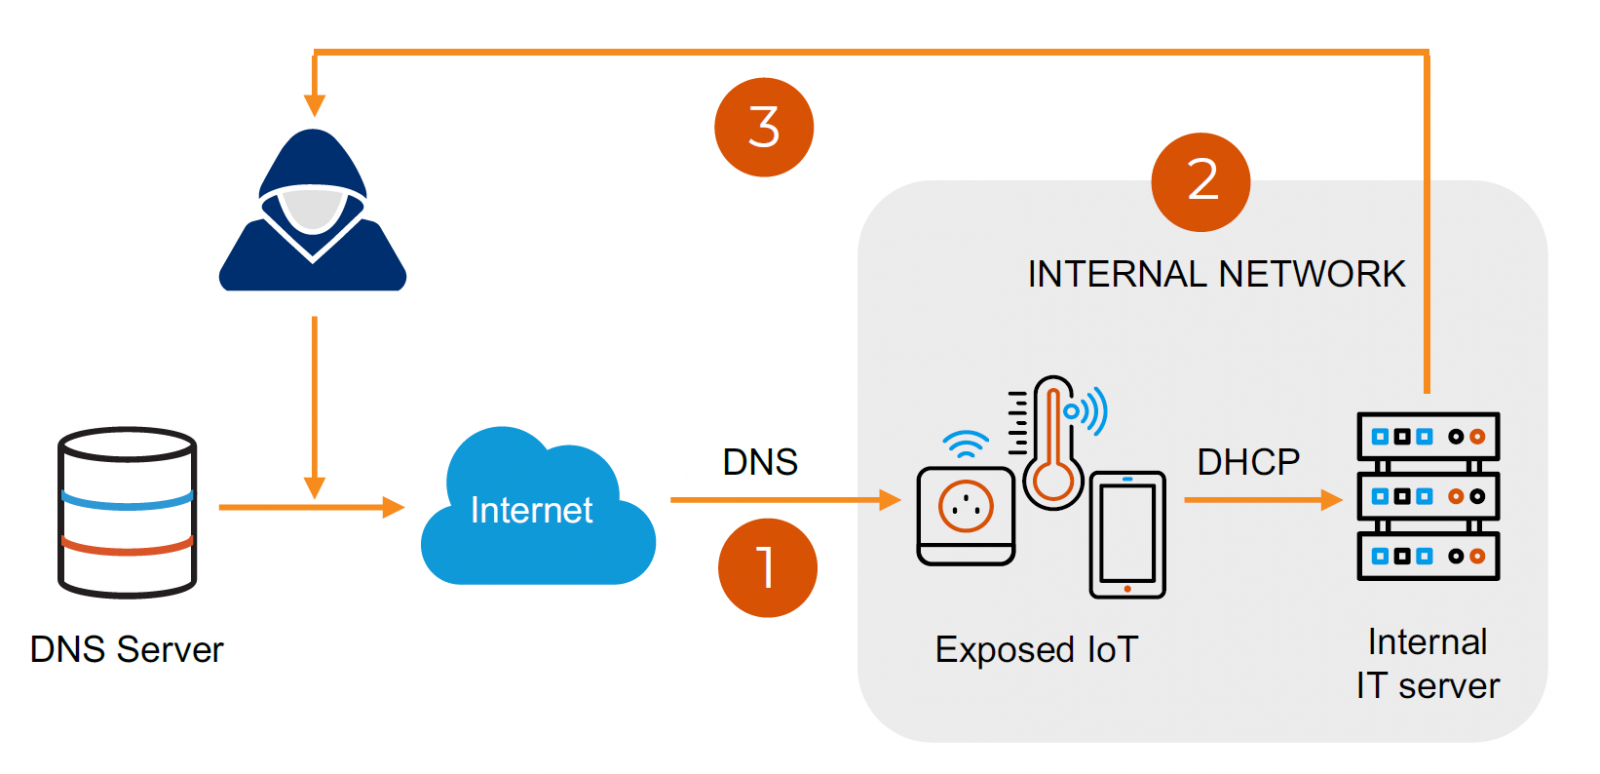 3
2
INTERNAL NETWORK
DNS
DHCP
Internet
1
DNS Server
Exposed IoT
Internal
IT server